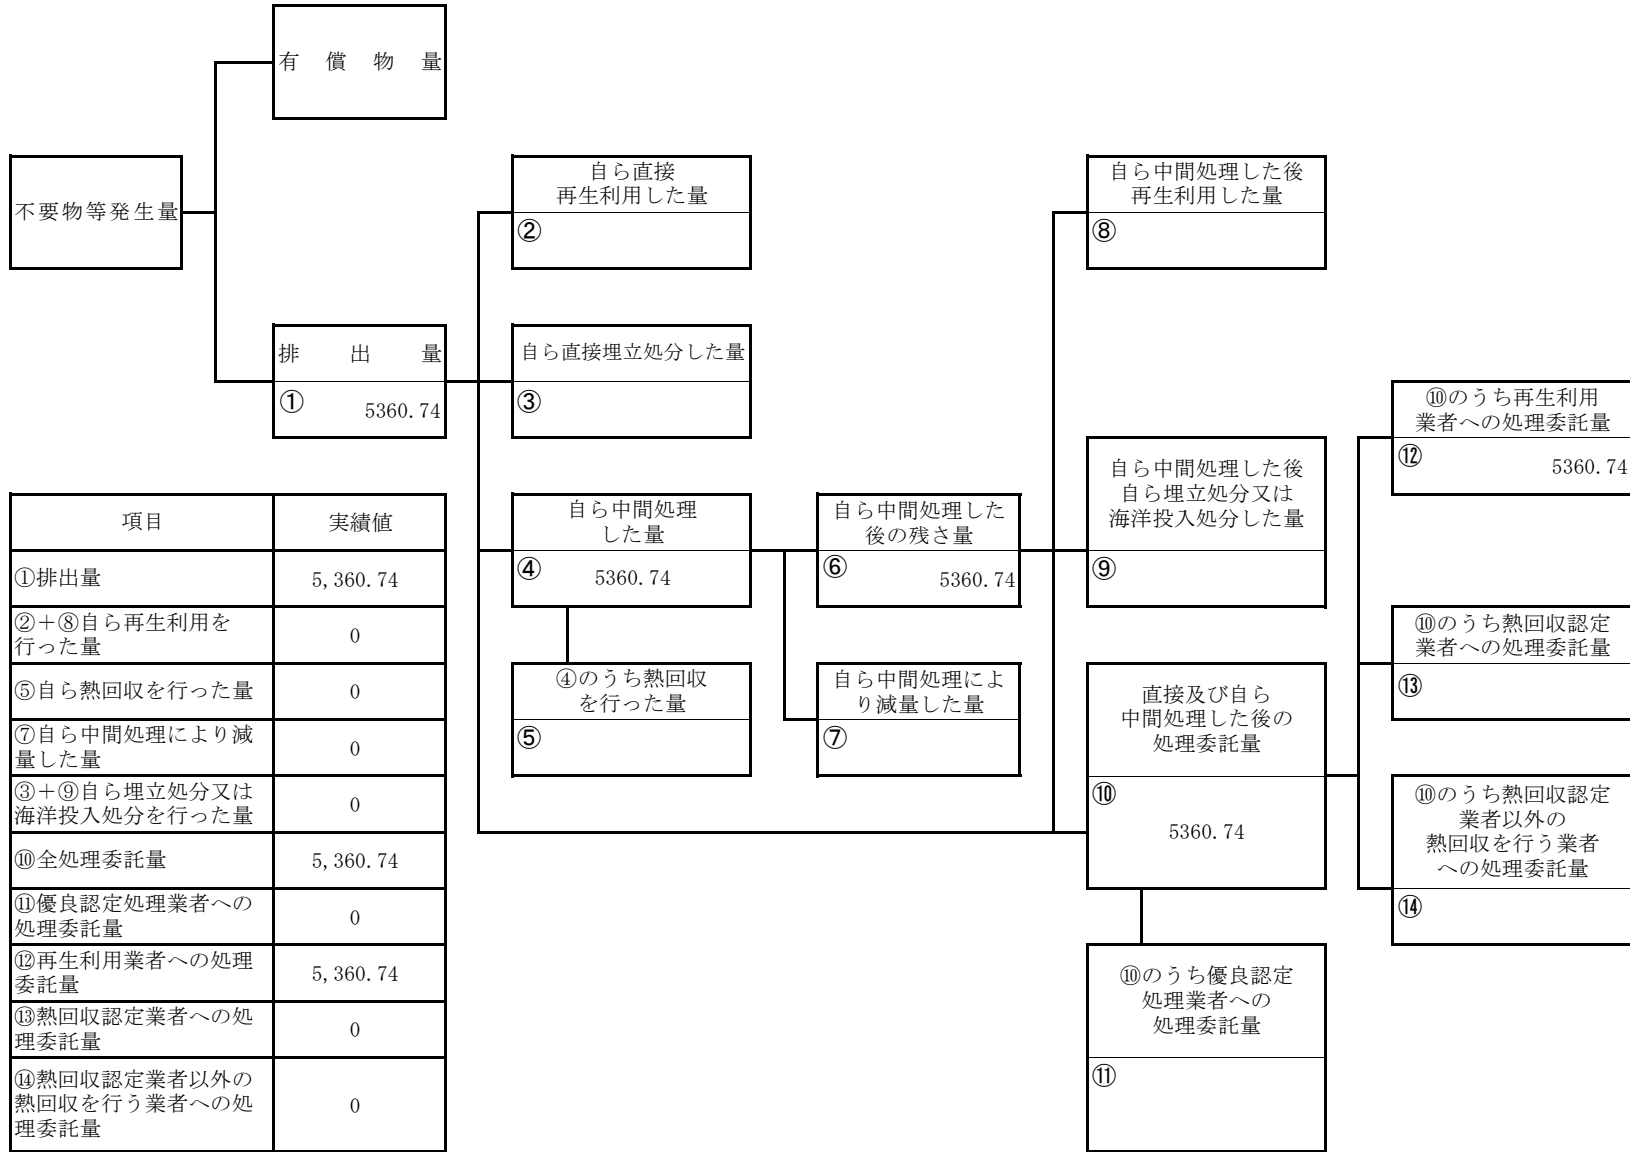 有償物量
不要物等発生量
排出量
① 5360.74
自ら直接
再生利用した量
②
自ら直接埋立処分した量
③
自ら中間処理
した量
④ 5360.74
④のうち熱回収
を行った量
⑤
自ら中間処理した
後の残さ量
⑥ 5360.74
自ら中間処理によ
り減量した量
⑦
自ら中間処理した後
再生利用した量
⑧
自ら中間処理した後
自ら埋立処分又は
海洋投入処分した量
⑨
直接及び自ら
中間処理した後の
処理委託量
⑩
5360.74
⑩のうち優良認定
処理業者への
処理委託量
⑪
⑩のうち再生利用
業者への処理委託量
⑫ 5360.74
⑩のうち熱回収認定
業者への処理委託量
⑬
⑩のうち熱回収認定
業者以外の
熱回収を行う業者
への処理委託量
⑭
項目 実績値
①排出量 5,360.74
②+⑧自ら再生利用を
行った量 0
⑤自ら熱回収を行った量 0
⑦自ら中間処理により減
量した量 0
③+⑨自ら埋立処分又は
海洋投入処分を行った量 0
⑩全処理委託量 5,360.74
⑪優良認定処理業者への
処理委託量 0
⑫再生利用業者への処理
委託量 5,360.74
⑬熱回収認定業者への処
理委託量 0
⑭熱回収認定業者以外の
熱回収を行う業者への処
理委託量 0